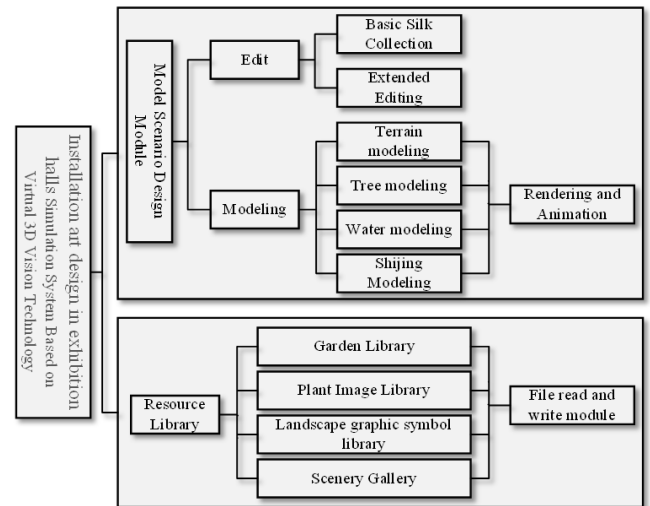 Installation art design in exhibition
halls Simulation System Based on
Virtual 3D Vision Technology
Model Scenario Design
Module
Edit
Basic Silk
Collection
Extended
Editing
Modeling
Terrain
modeling
Tree modeling
Water modeling
Shijing
Modeling
Rendering and
Animation
Resource
Library
Garden Library
Plant Image Library
Landscape graphic symbol
library
Scenery Gallery
File read and
write module